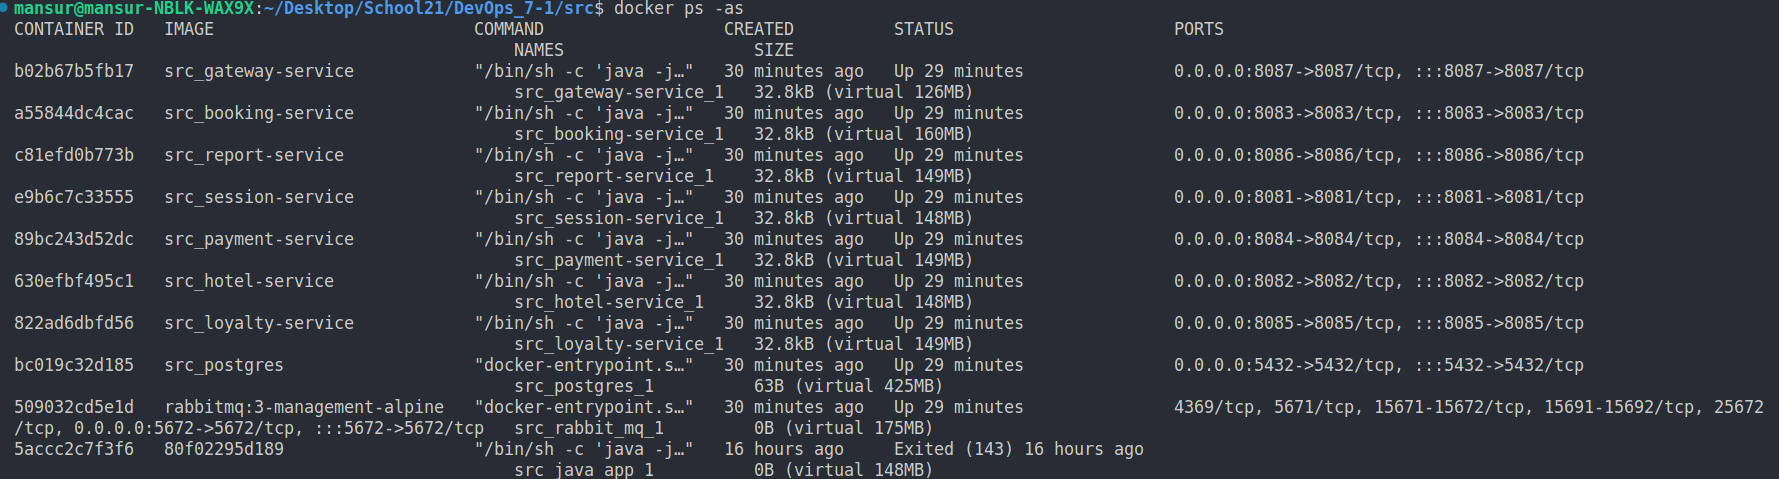 mansur@mansur-NBLK-WAX9X:~/Desktop/School21/DevOps_7-1/src$ docker ps -as
CONTAINER ID   IMAGE                          COMMAND                  CREATED          STATUS                      PORTS
NAMES                   SIZE
b02b67b5fb17   src_gateway-service            "/bin/sh -c 'java -j…"   30 minutes ago   Up 29 minutes               0.0.0.0:8087->8087/tcp, :::8087->8087/tcp
src_gateway-service_1   32.8kB (virtual 126MB)
a55844dc4cac   src_booking-service            "/bin/sh -c 'java -j…"   30 minutes ago   Up 29 minutes               0.0.0.0:8083->8083/tcp, :::8083->8083/tcp
src_booking-service_1   32.8kB (virtual 160MB)
c81efd0b773b   src_report-service             "/bin/sh -c 'java -j…"   30 minutes ago   Up 29 minutes               0.0.0.0:8086->8086/tcp, :::8086->8086/tcp
src_report-service_1    32.8kB (virtual 149MB)
e9b6c7c33555   src_session-service            "/bin/sh -c 'java -j…"   30 minutes ago   Up 29 minutes               0.0.0.0:8081->8081/tcp, :::8081->8081/tcp
src_session-service_1   32.8kB (virtual 148MB)
89bc243d52dc   src_payment-service            "/bin/sh -c 'java -j…"   30 minutes ago   Up 29 minutes               0.0.0.0:8084->8084/tcp, :::8084->8084/tcp
src_payment-service_1   32.8kB (virtual 149MB)
630efbf495c1   src_hotel-service              "/bin/sh -c 'java -j…"   30 minutes ago   Up 29 minutes               0.0.0.0:8082->8082/tcp, :::8082->8082/tcp
src_hotel-service_1     32.8kB (virtual 148MB)
822ad6dbfd56   src_loyalty-service            "/bin/sh -c 'java -j…"   30 minutes ago   Up 29 minutes               0.0.0.0:8085->8085/tcp, :::8085->8085/tcp
src_loyalty-service_1   32.8kB (virtual 149MB)
bc019c32d185   src_postgres                   "docker-entrypoint.s…"   30 minutes ago   Up 29 minutes               0.0.0.0:5432->5432/tcp, :::5432->5432/tcp
src_postgres_1          63B (virtual 425MB)
509032cd5e1d   rabbitmq:3-management-alpine   "docker-entrypoint.s…"   30 minutes ago   Up 29 minutes               4369/tcp, 5671/tcp, 15671-15672/tcp, 15691-15692/tcp, 25672
/tcp, 0.0.0.0:5672->5672/tcp, :::5672->5672/tcp   src_rabbit_mq_1         0B (virtual 175MB)
5accc2c7f3f6   80f02295d189                   "/bin/sh -c 'java -j…"   16 hours ago     Exited (143) 16 hours ago
src_java_app_1          0B (virtual 148MB)